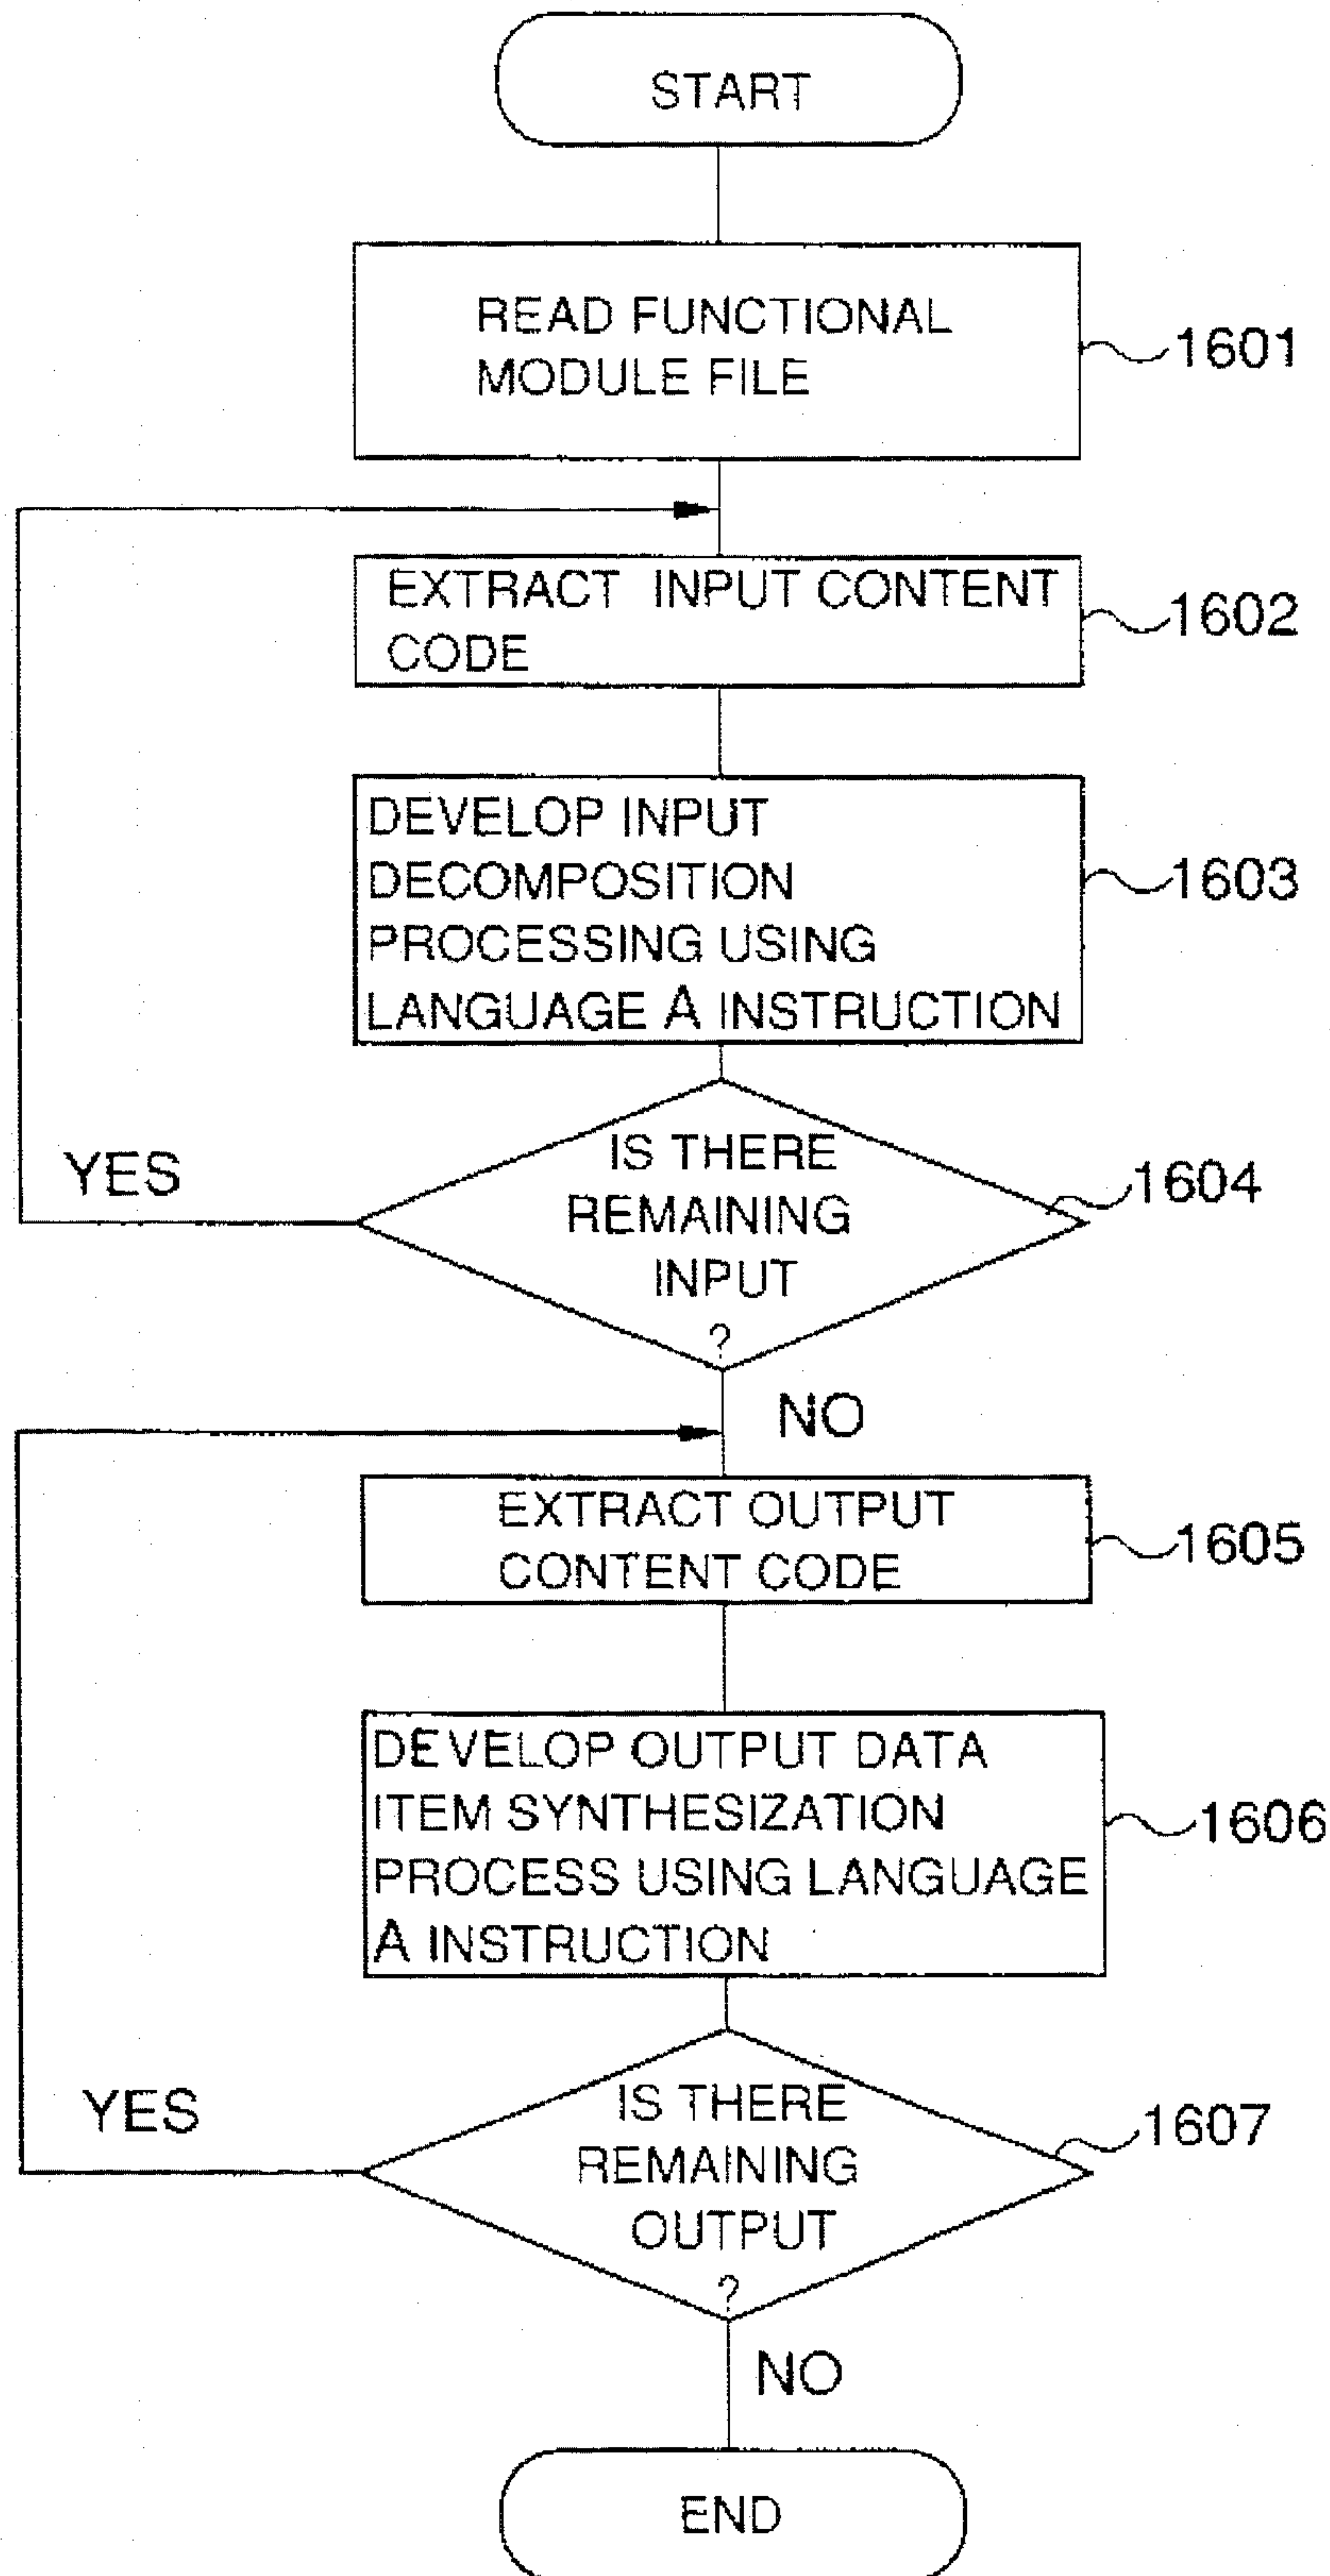 START
READ FUNCTIONAL
MODULE FILE
1601
EXTRACT INPUT CONTENT
CODE
1602
DEVELOP INPUT
DECOMPOSITION
PROCESSING USING
LANGUAGE A INSTRUCTION
1603
IS THERE
REMAINING
INPUT
?
1604
YES
NO
EXTRACT OUTPUT
CONTENT CODE
1605
DEVELOP OUTPUT DATA
ITEM SYNTHESIZATION
PROCESS USING LANGUAGE
A INSTRUCTION
1606
IS THERE
REMAINING
OUTPUT
?
1607
YES
NO
END